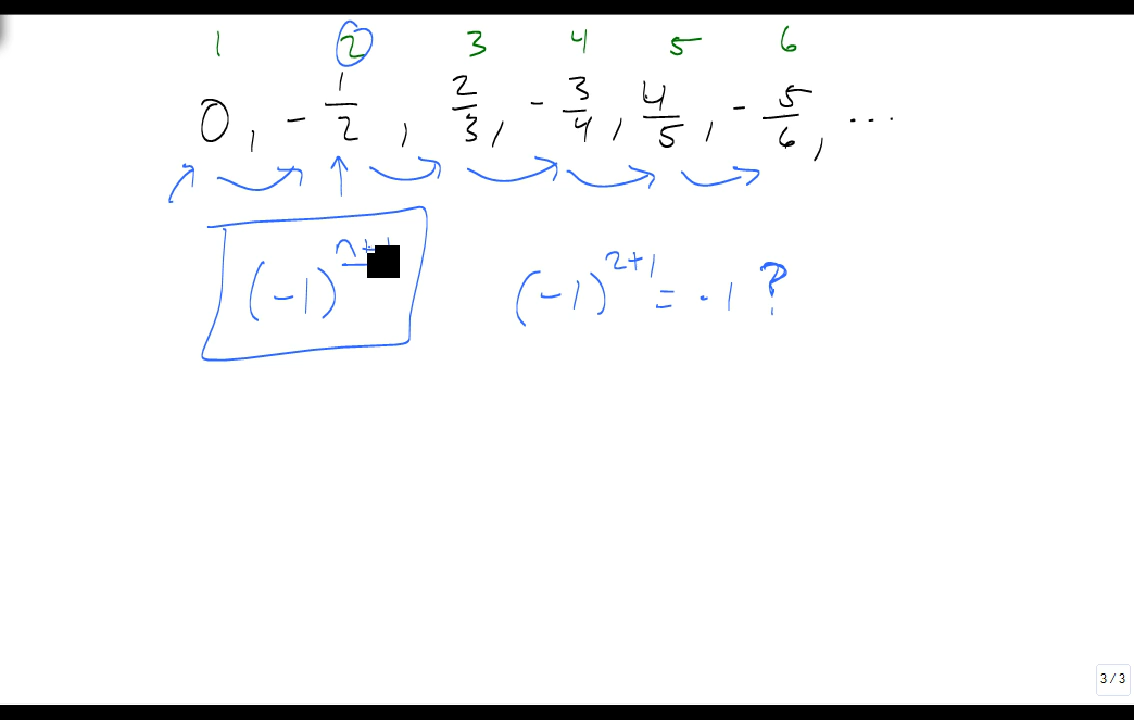 1 2 3 4 5 6
0, - 1/2, 2/3, - 3/4, 4/5, - 5/6, ...
(-1)^n+ (-1)^2+1 = -1 ?
3/3